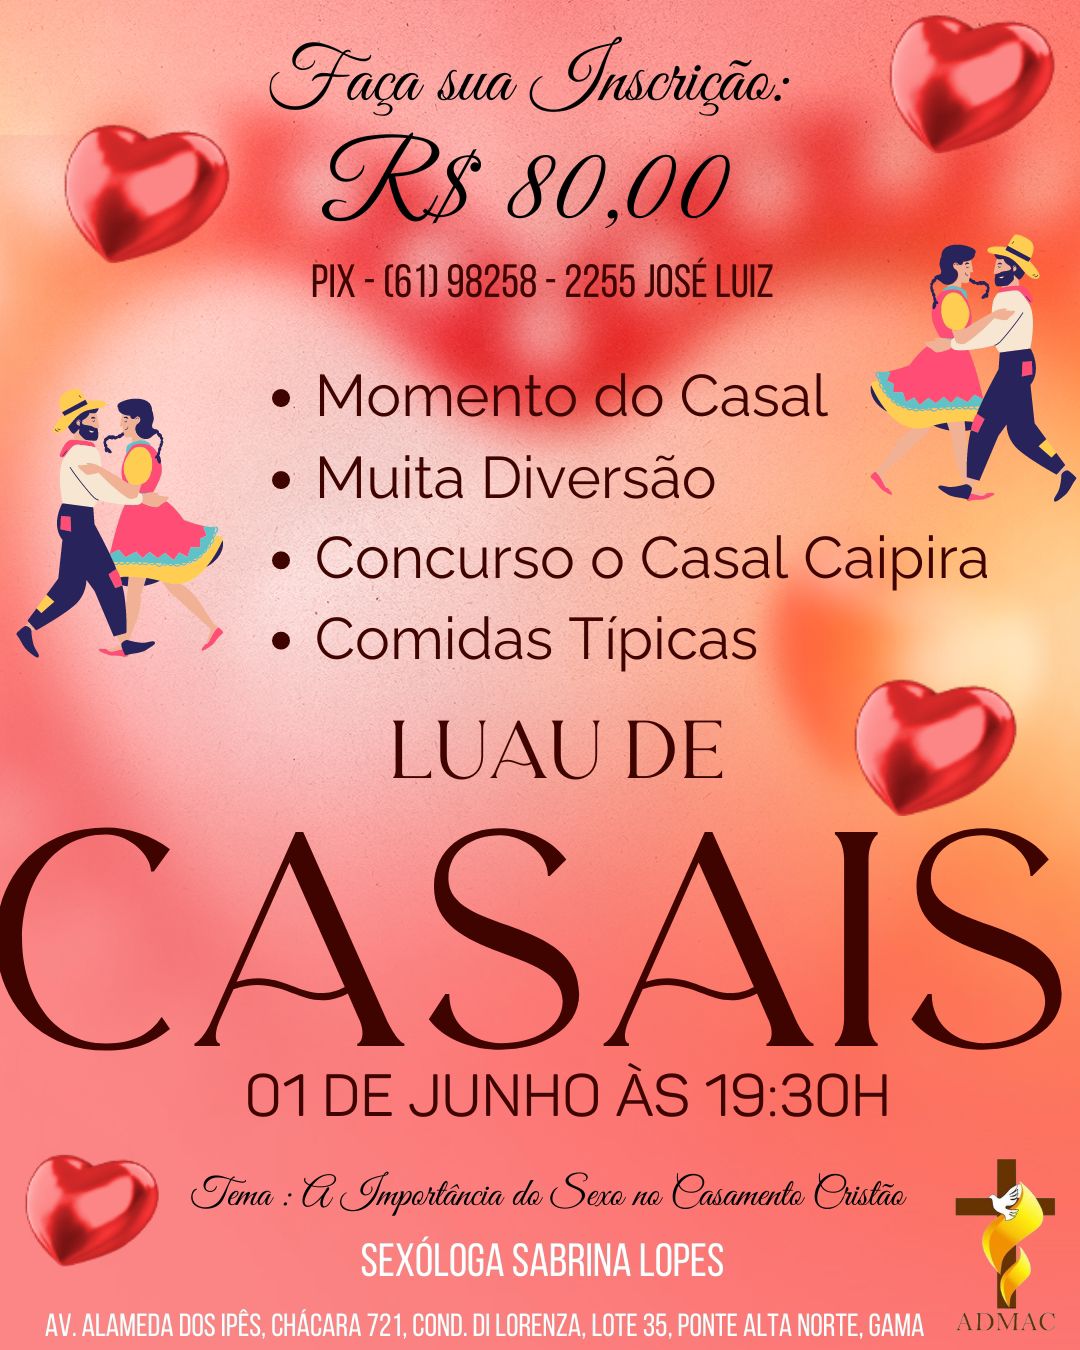 Faça sua Inscrição:
R$ 80,00
PIX - (61) 98258 - 2255 JOSÉ LUIZ
• Momento do Casal
• Muita Diversão
• Concurso o Casal Caipira
• Comidas Típicas
LUAU DE
CASAIS
01 DE JUNHO ÀS 19:30H
Tema : A Importância do Sexo no Casamento Cristão
SEXÓLOGA SABRINA LOPES
AV. ALAMEDA DOS IPÊS, CHÁCARA 721, COND. DI LORENZA, LOTE 35, PONTE ALTA NORTE, GAMA
ADMAC